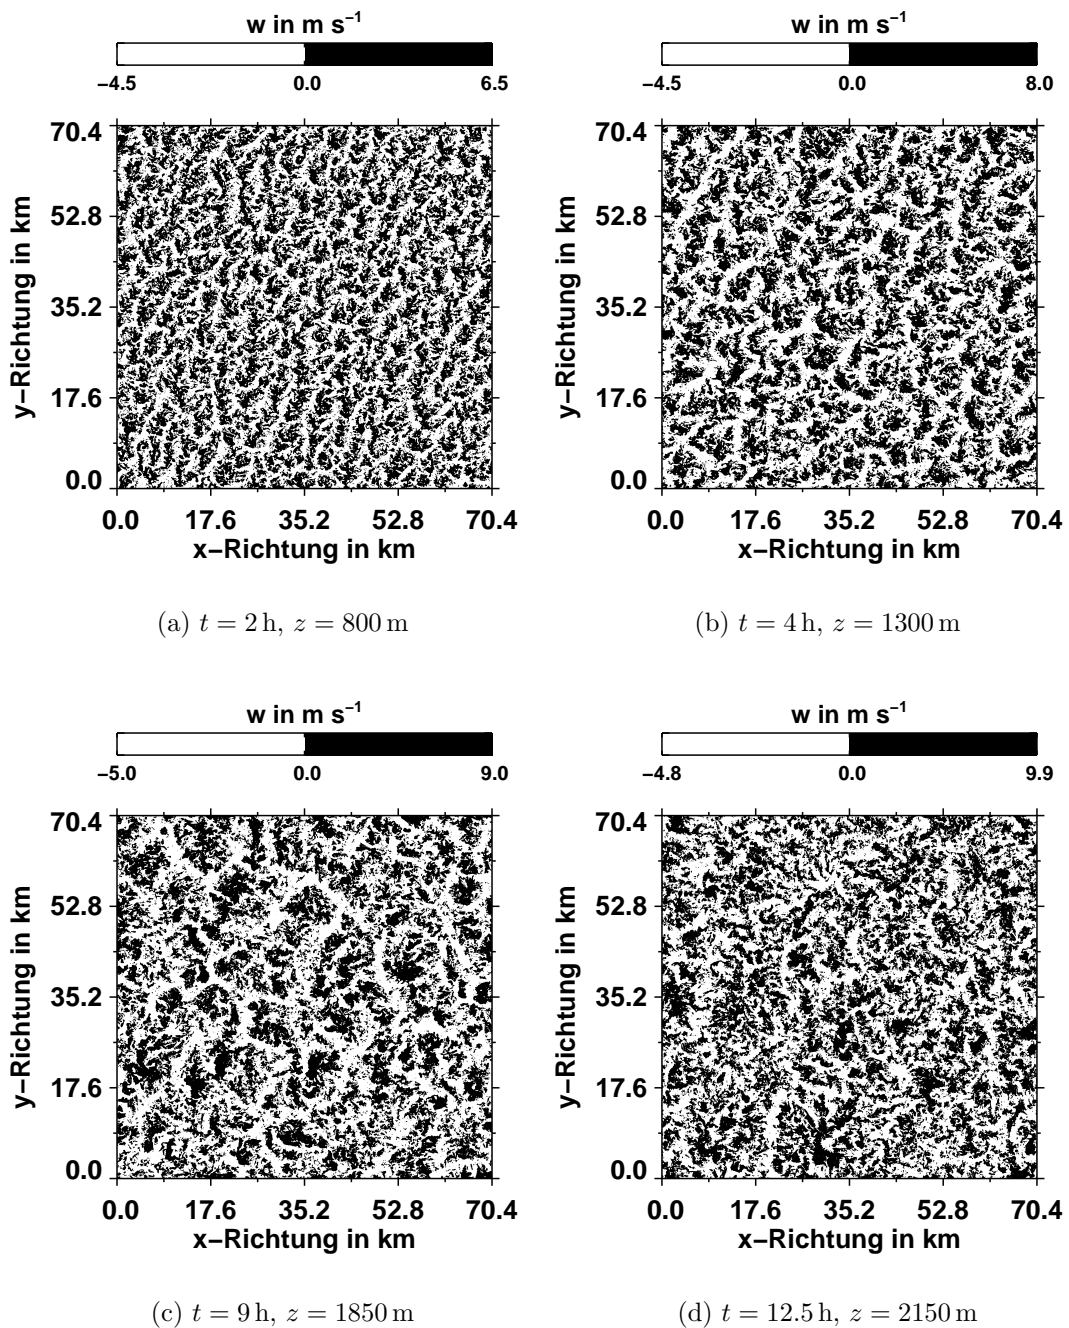 w in m s⁻¹
−4.5 0.0 6.5
70.4
52.8
35.2
17.6
0.0
y−Richtung in km
0.0 17.6 35.2 52.8 70.4
x−Richtung in km
(a) t = 2 h, z = 800 m
w in m s⁻¹
−4.5 0.0 8.0
70.4
52.8
35.2
17.6
0.0
y−Richtung in km
0.0 17.6 35.2 52.8 70.4
x−Richtung in km
(b) t = 4 h, z = 1300 m
w in m s⁻¹
−5.0 0.0 9.0
70.4
52.8
35.2
17.6
0.0
y−Richtung in km
0.0 17.6 35.2 52.8 70.4
x−Richtung in km
(c) t = 9 h, z = 1850 m
w in m s⁻¹
−4.8 0.0 9.9
70.4
52.8
35.2
17.6
0.0
y−Richtung in km
0.0 17.6 35.2 52.8 70.4
x−Richtung in km
(d) t = 12.5 h, z = 2150 m